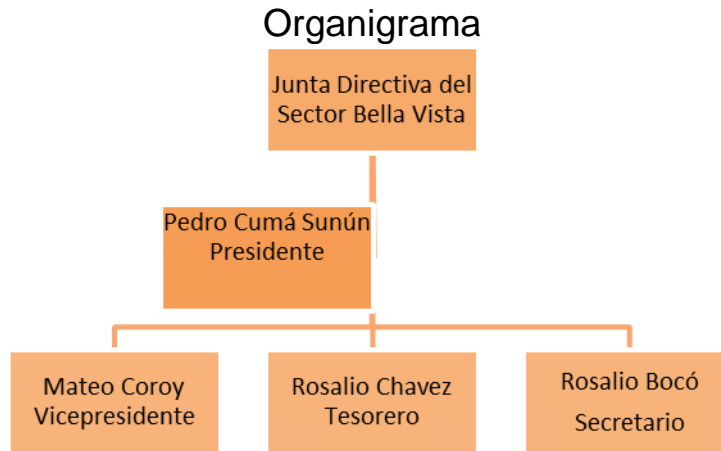 Organigrama
Junta Directiva del
Sector Bella Vista
Pedro Cumá Sunún
Presidente
Mateo Coroy
Vicepresidente
Rosalio Chavez
Tesorero
Rosalio Bocó
Secretario